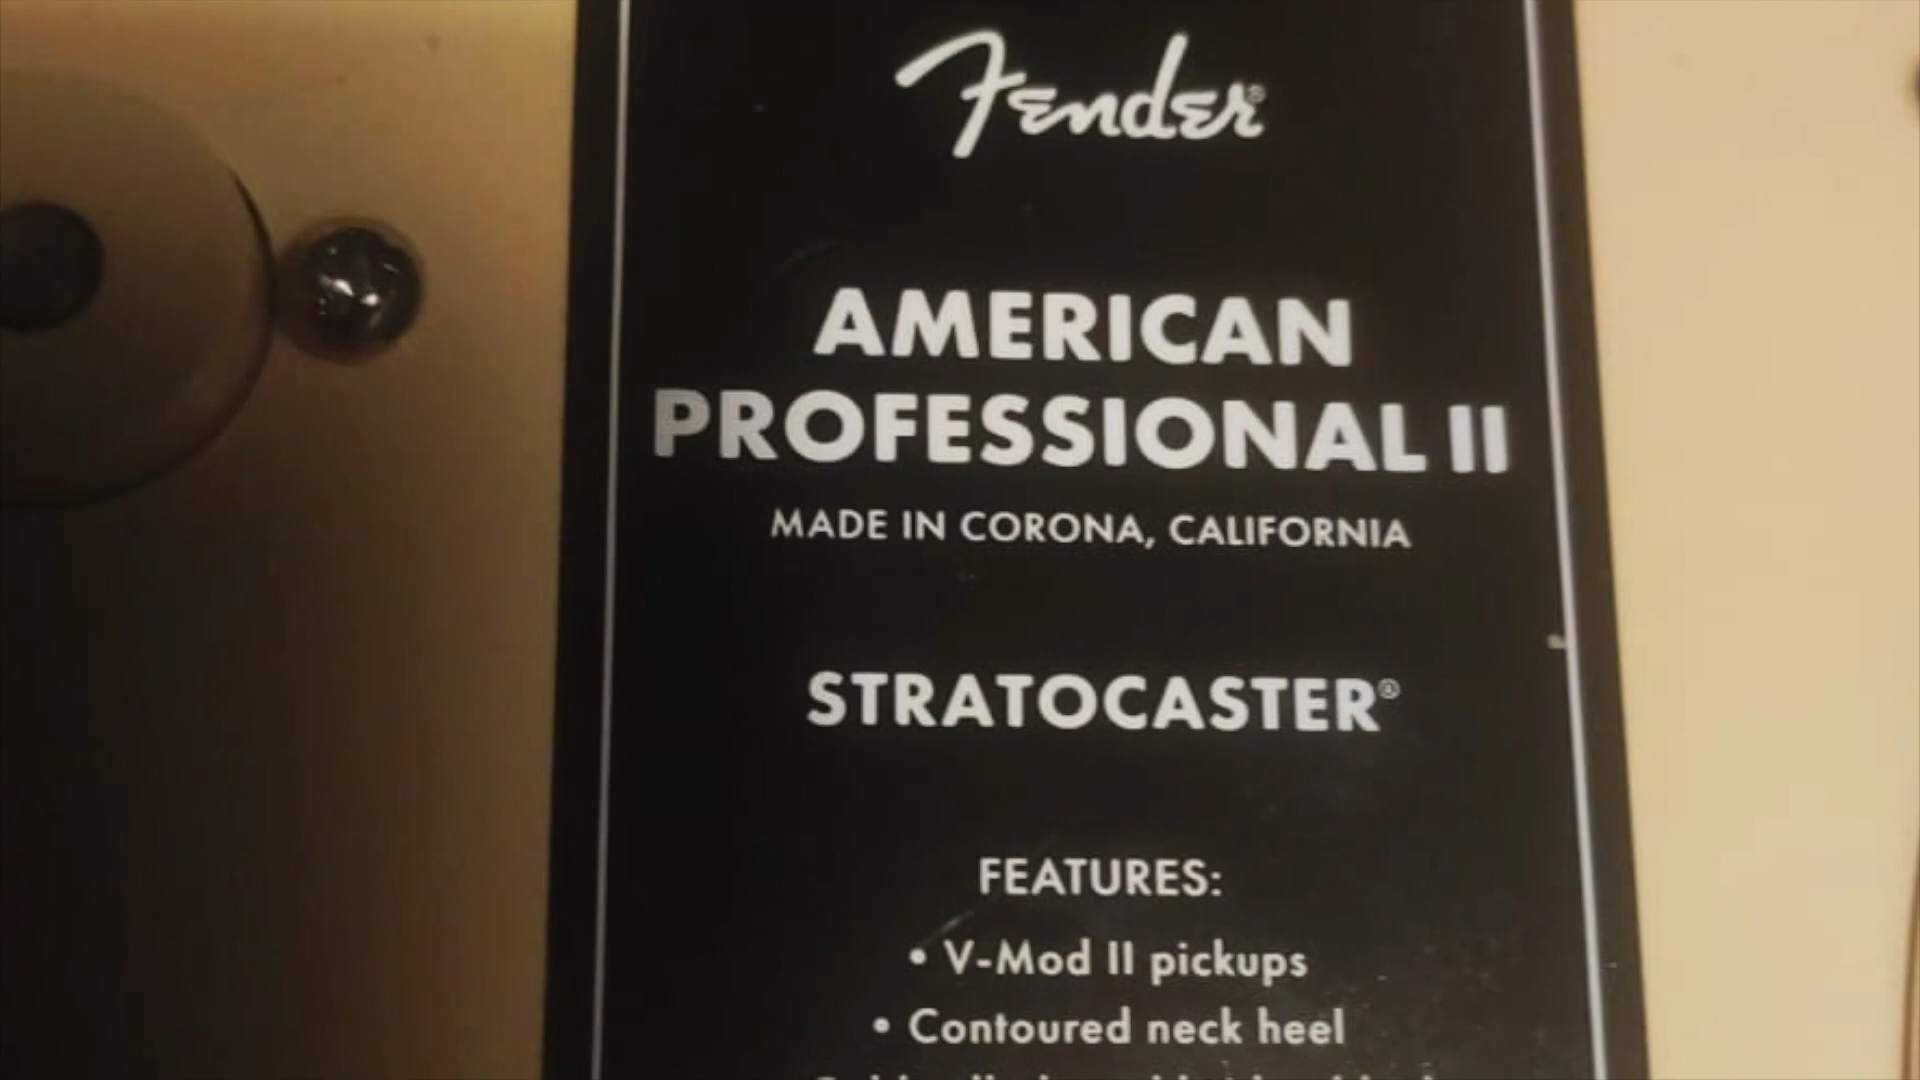 Fender®
AMERICAN
PROFESSIONAL II
MADE IN CORONA, CALIFORNIA
STRATOCASTER®
FEATURES:
• V-Mod II pickups
• Contoured neck heel